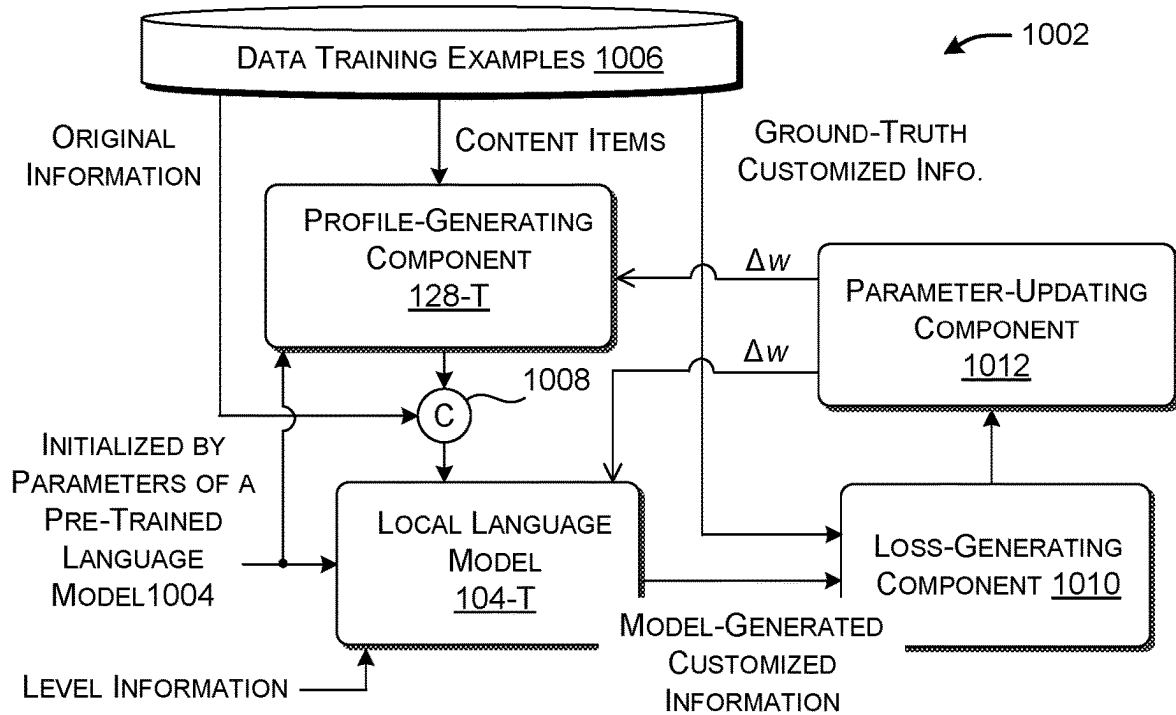 DATA TRAINING EXAMPLES 1006
1002
ORIGINAL
INFORMATION
CONTENT ITEMS
GROUND-TRUTH
CUSTOMIZED INFO.
PROFILE-GENERATING
COMPONENT
128-T
Δw
Δw
PARAMETER-UPDATING
COMPONENT
1012
1008
C
INITIALIZED BY
PARAMETERS OF A
PRE-TRAINED
LANGUAGE
MODEL1004
LOCAL LANGUAGE
MODEL
104-T
LOSS-GENERATING
COMPONENT 1010
MODEL-GENERATED
CUSTOMIZED
INFORMATION
LEVEL INFORMATION